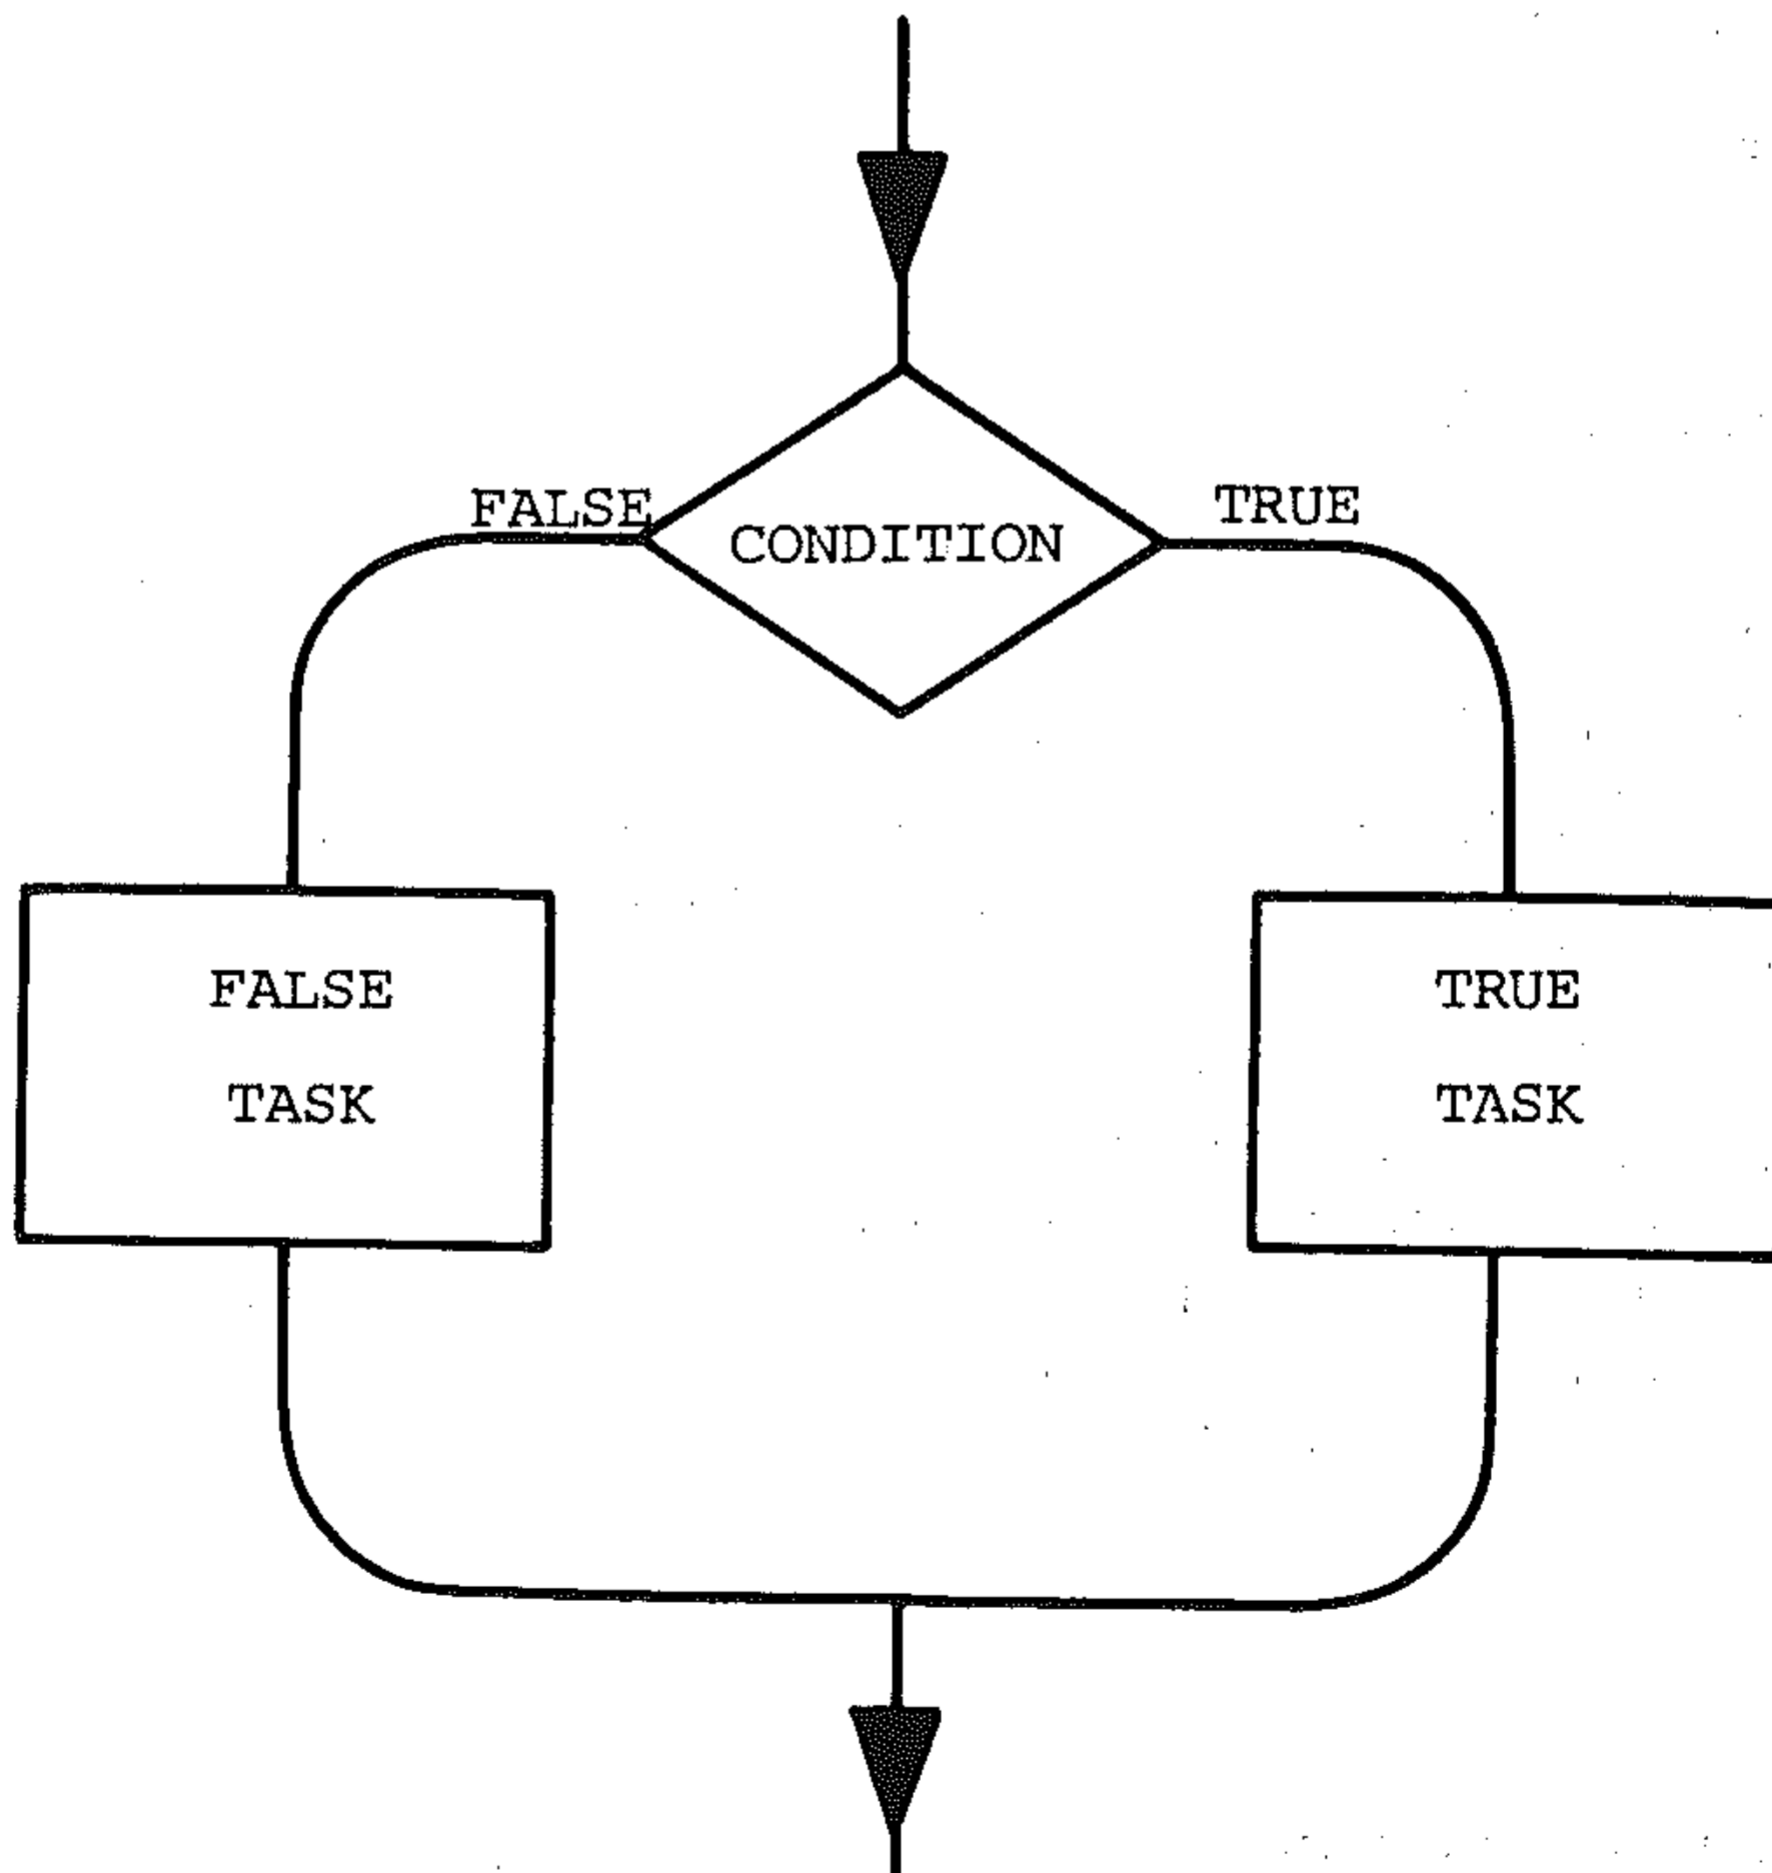 FALSE
TRUE
CONDITION
FALSE
TASK
TRUE
TASK